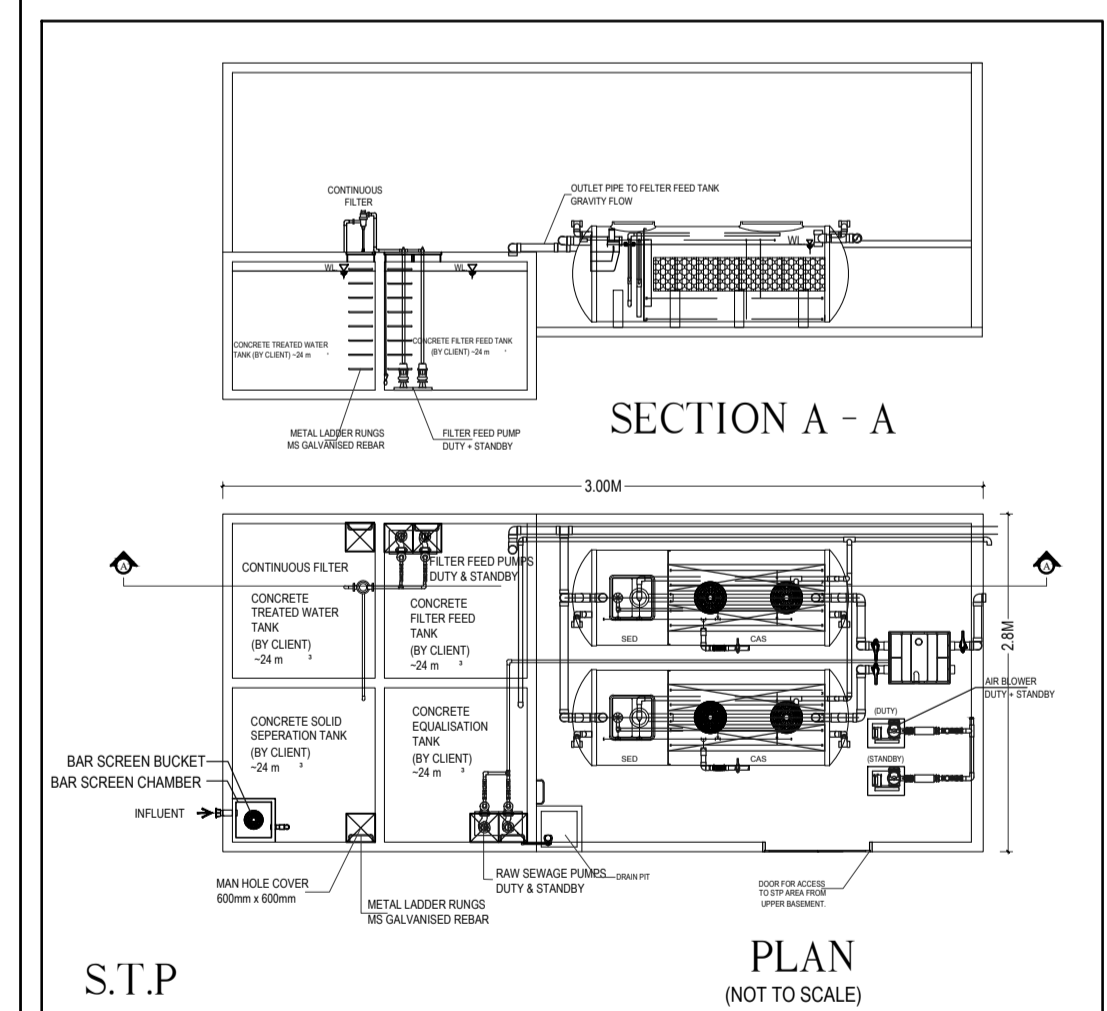 CONTINUOUS
FILTER
OUTLET PIPE TO FELTER FEED TANK
GRAVITY FLOW
WL
WL
WL
CONCRETE TREATED WATER
TANK (BY CLIENT) ~24 m
CONCRETE FILTER FEED TANK
(BY CLIENT) ~24 m
METAL LADDER RUNGS
MS GALVANISED REBAR
FILTER FEED PUMP
DUTY + STANDBY
SECTION A - A
3.00M
2.8M
A
A
CONTINUOUS FILTER
FILTER FEED PUMPS
DUTY & STANDBY
CONCRETE
TREATED WATER
TANK
(BY CLIENT)
~24 m ³
CONCRETE
FILTER FEED
TANK
(BY CLIENT)
~24 m ³
SED
CAS
AIR BLOWER
DUTY + STANDBY
(DUTY)
(STANDBY)
CONCRETE SOLID
SEPERATION TANK
(BY CLIENT)
~24 m ³
CONCRETE
EQUALISATION
TANK
(BY CLIENT)
~24 m ³
SED
CAS
BAR SCREEN BUCKET
BAR SCREEN CHAMBER
INFLUENT
MAN HOLE COVER
600mm x 600mm
METAL LADDER RUNGS
MS GALVANISED REBAR
RAW SEWAGE PUMPS
DUTY & STANDBY
DRAIN PIT
DOOR FOR ACCESS
TO STP AREA FROM
UPPER BASEMENT.
S.T.P
PLAN
(NOT TO SCALE)